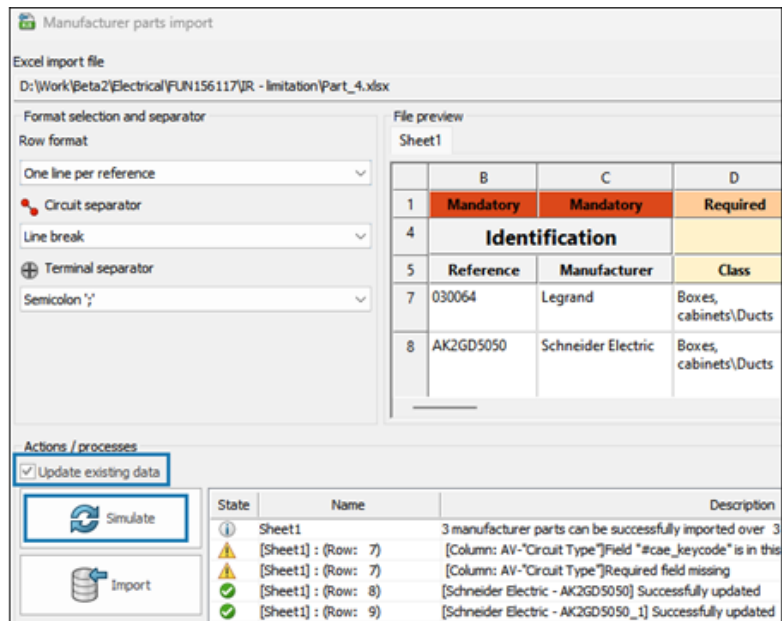 Manufacturer parts import
Excel import file
D:\Work\Beta2\Electrical\FUN156117\IR - limitation\Part_4.xlsx
Format selection and separator
Row format
One line per reference
Circuit separator
Line break
Terminal separator
Semicolon ';'
File preview
Sheet1
B C D
1 Mandatory Mandatory Required
4 Identification
5 Reference Manufacturer Class
7 030064 Legrand Boxes,
cabinets\Ducts
8 AK2GD5050 Schneider Electric Boxes,
cabinets\Ducts
Actions / processes
Update existing data
Simulate
Import
State Name Description
Sheet1 3 manufacturer parts can be successfully imported over 3
[Sheet1] : (Row: 7) [Column: AV-"Circuit Type"]Field "#cae_keycode" is in this
[Sheet1] : (Row: 7) [Column: AV-"Circuit Type"]Required field missing
[Sheet1] : (Row: 8) [Schneider Electric - AK2GD5050] Successfully updated
[Sheet1] : (Row: 9) [Schneider Electric - AK2GD5050_1] Successfully updated